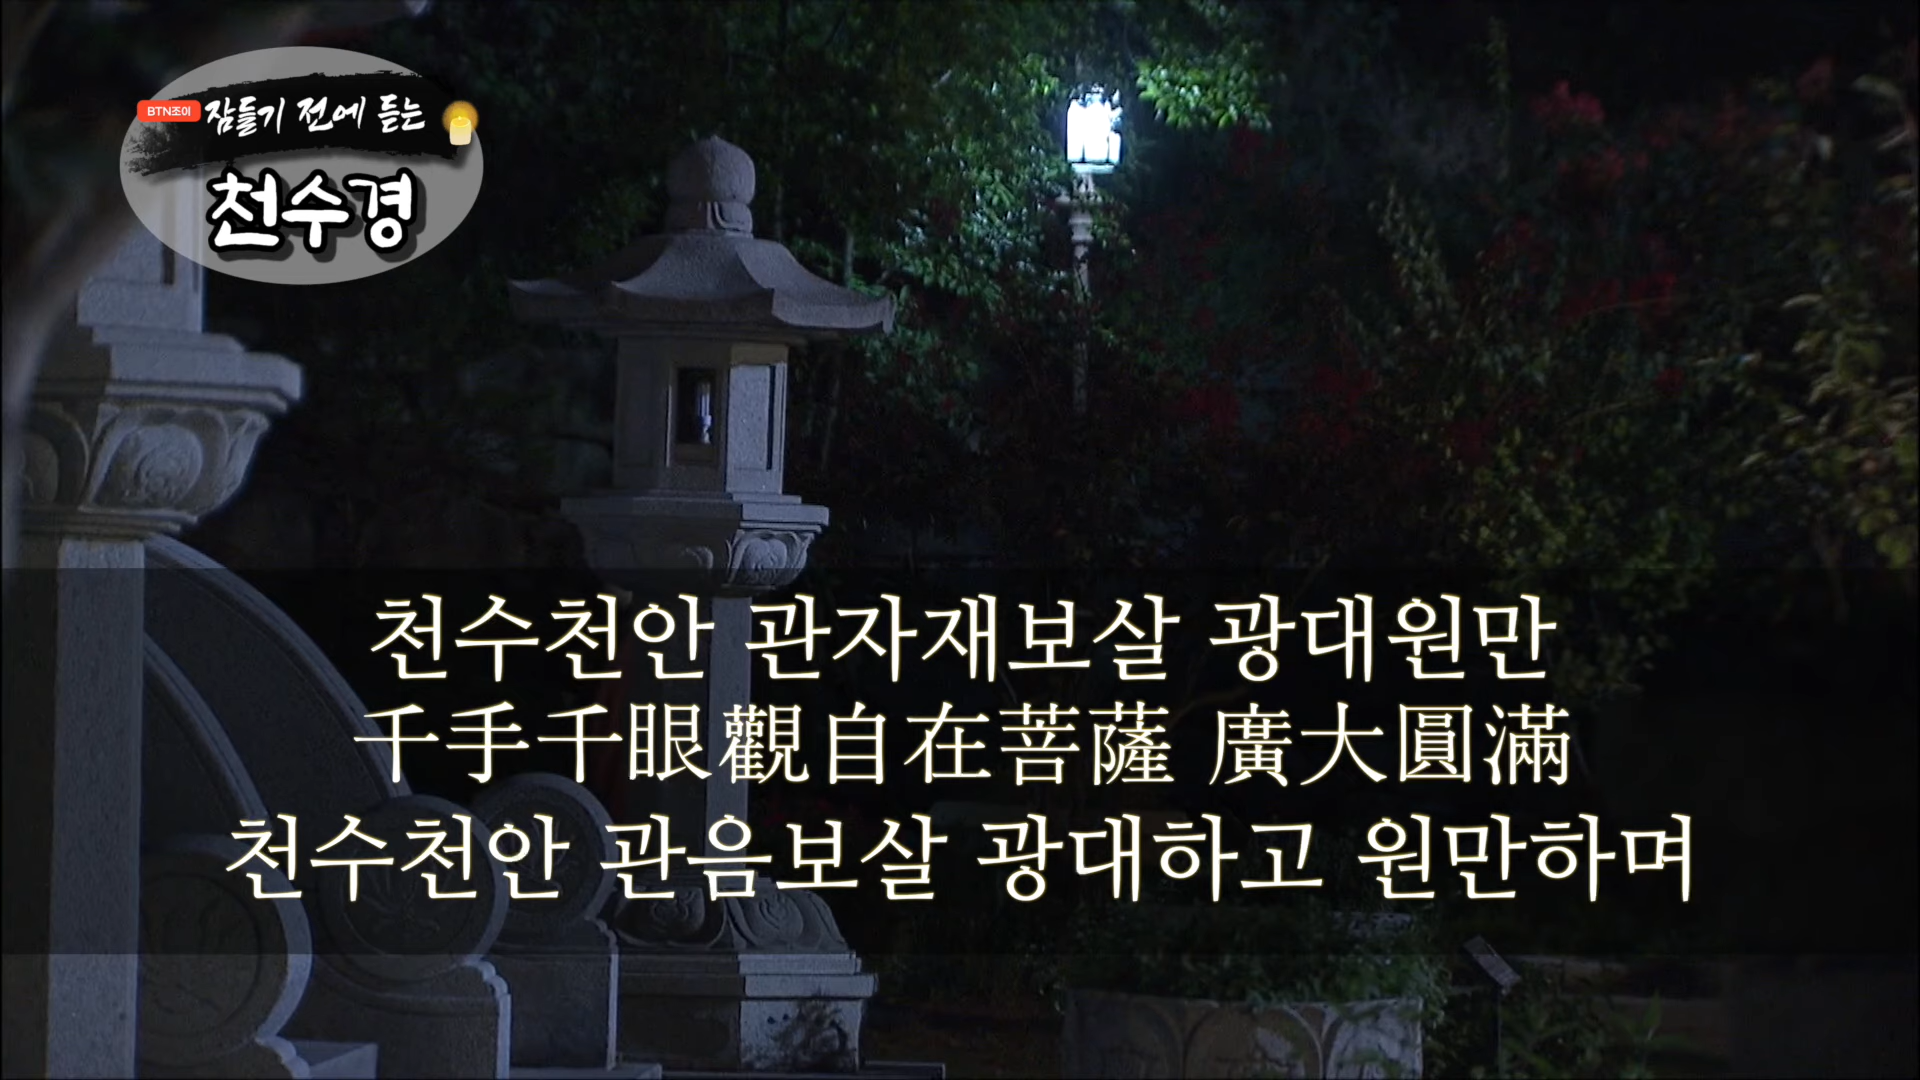 BTN조이 잠들기 전에 듣는
천수경
천수천안 관자재보살 광대원만
千手千眼觀自在菩薩 廣大圓滿
천수천안 관음보살 광대하고 원만하며